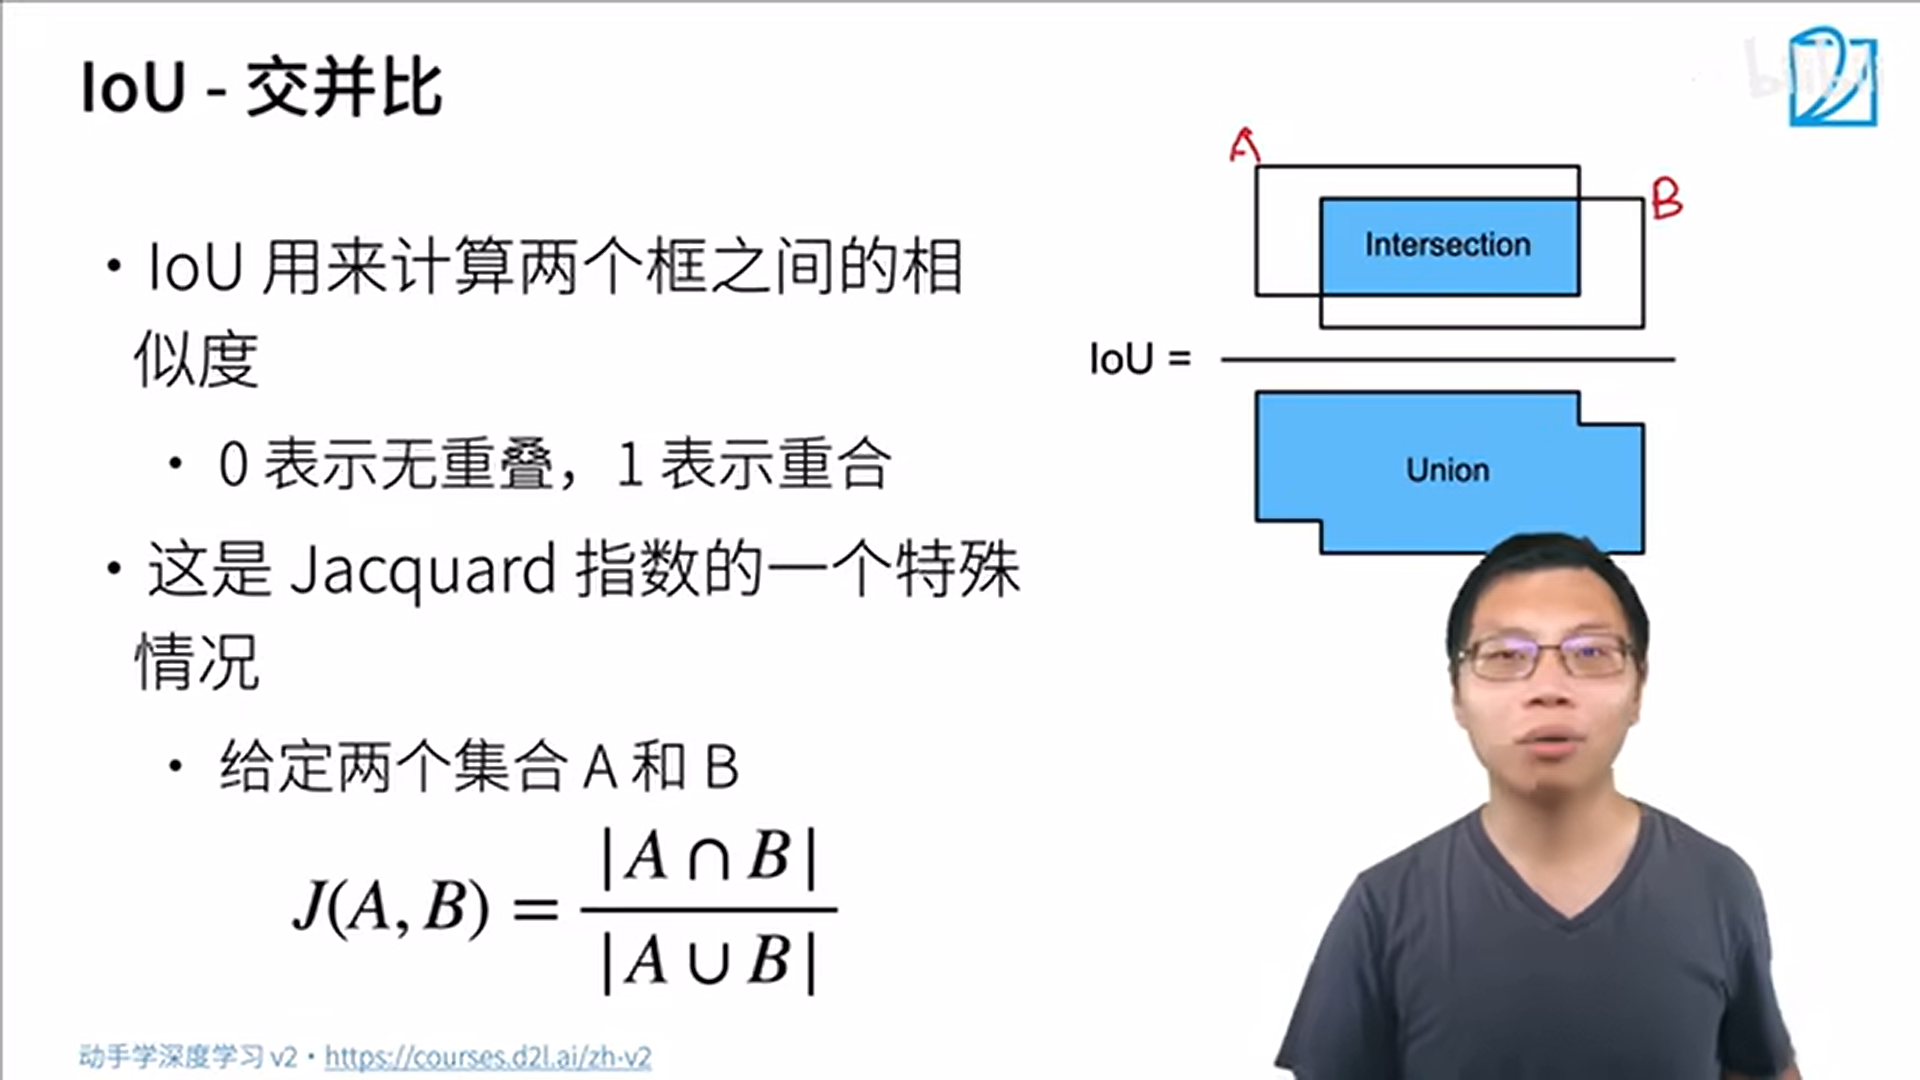 IoU - 交并比
• IoU 用来计算两个框之间的相
似度
• 0 表示无重叠，1 表示重合
• 这是 Jacquard 指数的一个特殊
情况
• 给定两个集合 A 和 B
J(A, B) = |A ∩ B| / |A ∪ B|
A
B
Intersection
IoU =
Union
动手学深度学习 v2 • https://courses.d2l.ai/zh-v2
bilibili